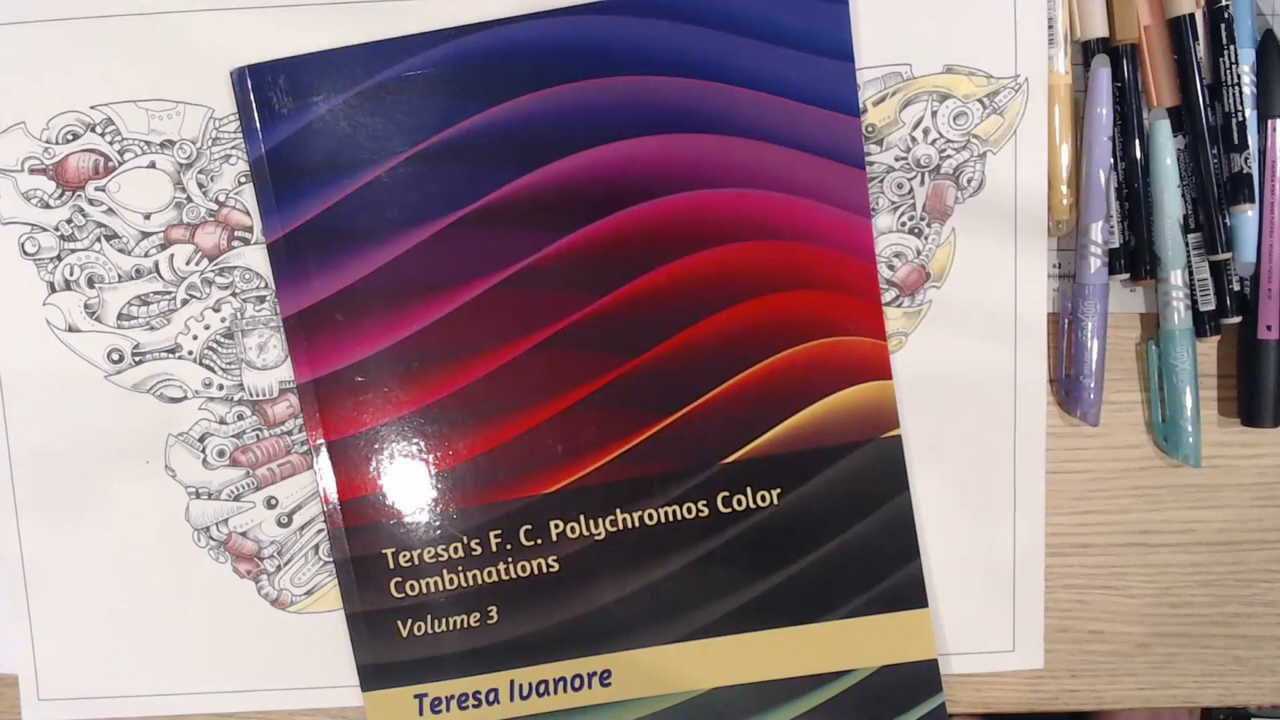 Teresa's F. C. Polychromos Color
Combinations
Volume 3
Teresa Ivanore